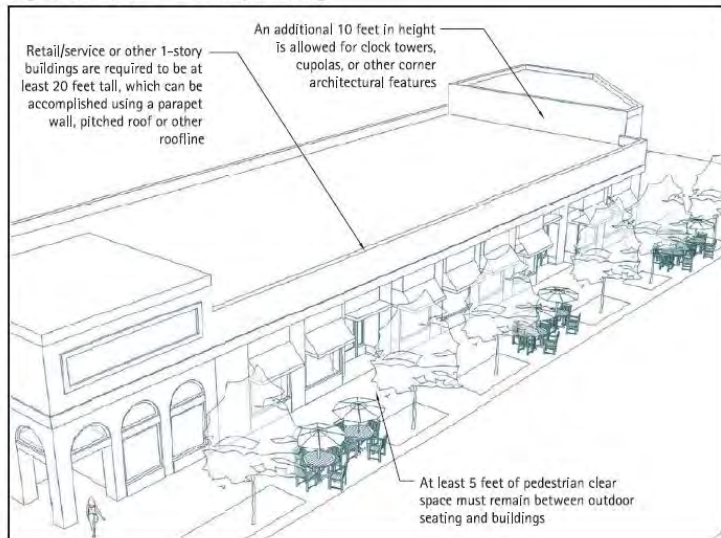 An additional 10 feet in height
is allowed for clock towers,
cupolas, or other corner
architectural features
Retail/service or other 1-story
buildings are required to be at
least 20 feet tall, which can be
accomplished using a parapet
wall, pitched roof or other
roofline
At least 5 feet of pedestrian clear
space must remain between outdoor
seating and buildings